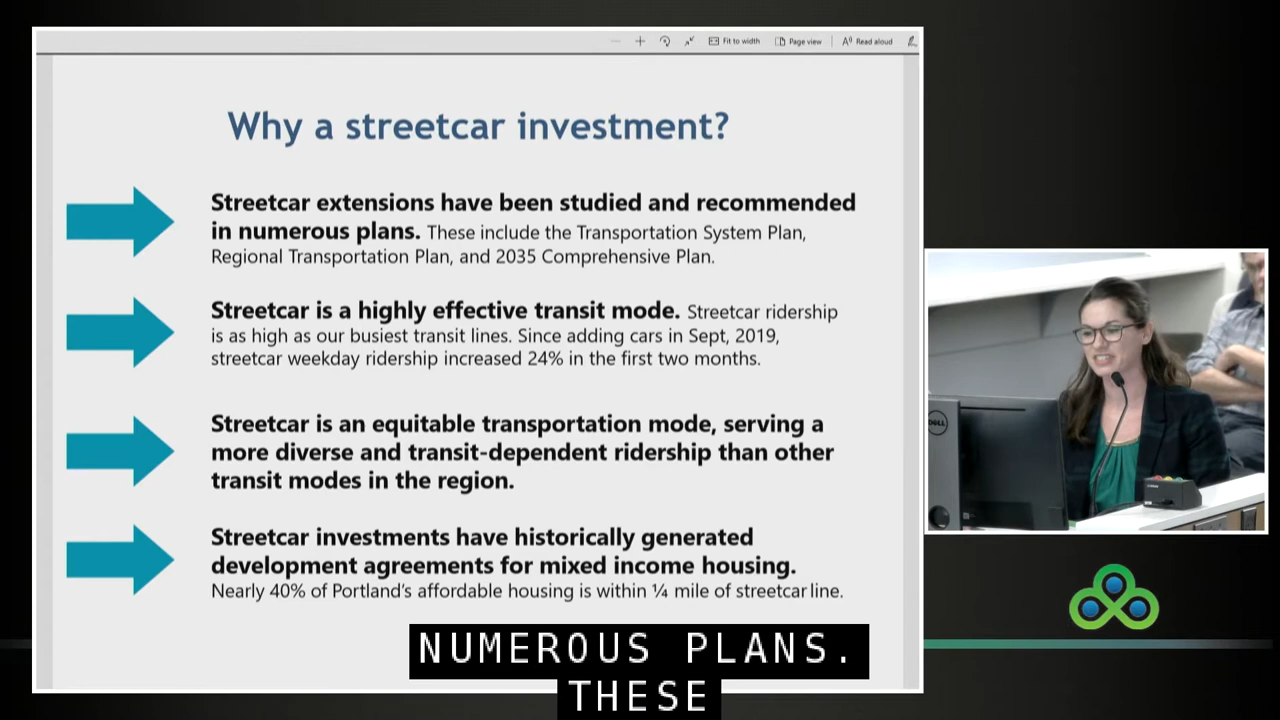 Fit to width
Page view
Read aloud
Why a streetcar investment?
Streetcar extensions have been studied and recommended
in numerous plans. These include the Transportation System Plan,
Regional Transportation Plan, and 2035 Comprehensive Plan.
Streetcar is a highly effective transit mode. Streetcar ridership
is as high as our busiest transit lines. Since adding cars in Sept, 2019,
streetcar weekday ridership increased 24% in the first two months.
Streetcar is an equitable transportation mode, serving a
more diverse and transit-dependent ridership than other
transit modes in the region.
Streetcar investments have historically generated
development agreements for mixed income housing.
Nearly 40% of Portland's affordable housing is within ¼ mile of streetcar line.
DELL
NUMEROUS PLANS.
THESE